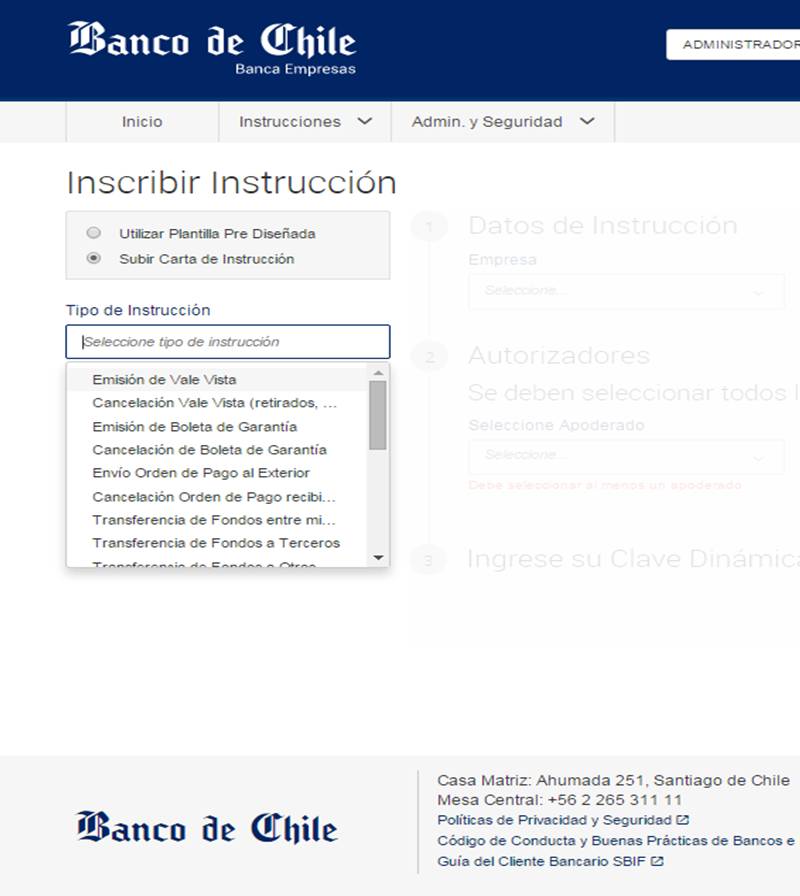 Banco de Chile
Banca Empresas
ADMINISTRADOR
Inicio
Instrucciones
Admin. y Seguridad
Inscribir Instrucción
Utilizar Plantilla Pre Diseñada
Subir Carta de Instrucción
Tipo de Instrucción
Seleccione tipo de instrucción
Emisión de Vale Vista
Cancelación Vale Vista (retirados, ...
Emisión de Boleta de Garantía
Cancelación de Boleta de Garantía
Envío Orden de Pago al Exterior
Cancelación Orden de Pago recibi...
Transferencia de Fondos entre mi...
Transferencia de Fondos a Terceros
Transferencia de Fondos a Otros
1
Datos de Instrucción
Empresa
Seleccione...
2
Autorizadores
Se deben seleccionar todos l
Seleccione Apoderado
Seleccione...
Debe seleccionar al menos un apoderado
3
Ingrese su Clave Dinámica
Banco de Chile
Casa Matriz: Ahumada 251, Santiago de Chile
Mesa Central: +56 2 265 311 11
Políticas de Privacidad y Seguridad
Código de Conducta y Buenas Prácticas de Bancos e
Guía del Cliente Bancario SBIF